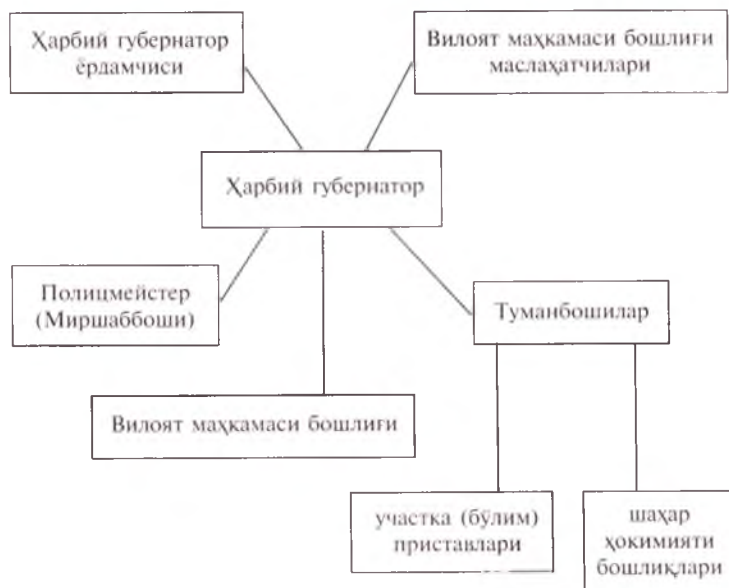 Ҳарбий губернатор
ёрдамчиси
Вилоят маҳкамаси бошлиғи
маслаҳатчилари
Ҳарбий губернатор
Полицмейстер
(Миршаббоши)
Туманбошилар
Вилоят маҳкамаси бошлиғи
участка (бўлим)
приставлари
шаҳар
ҳокимияти
бошлиқлари